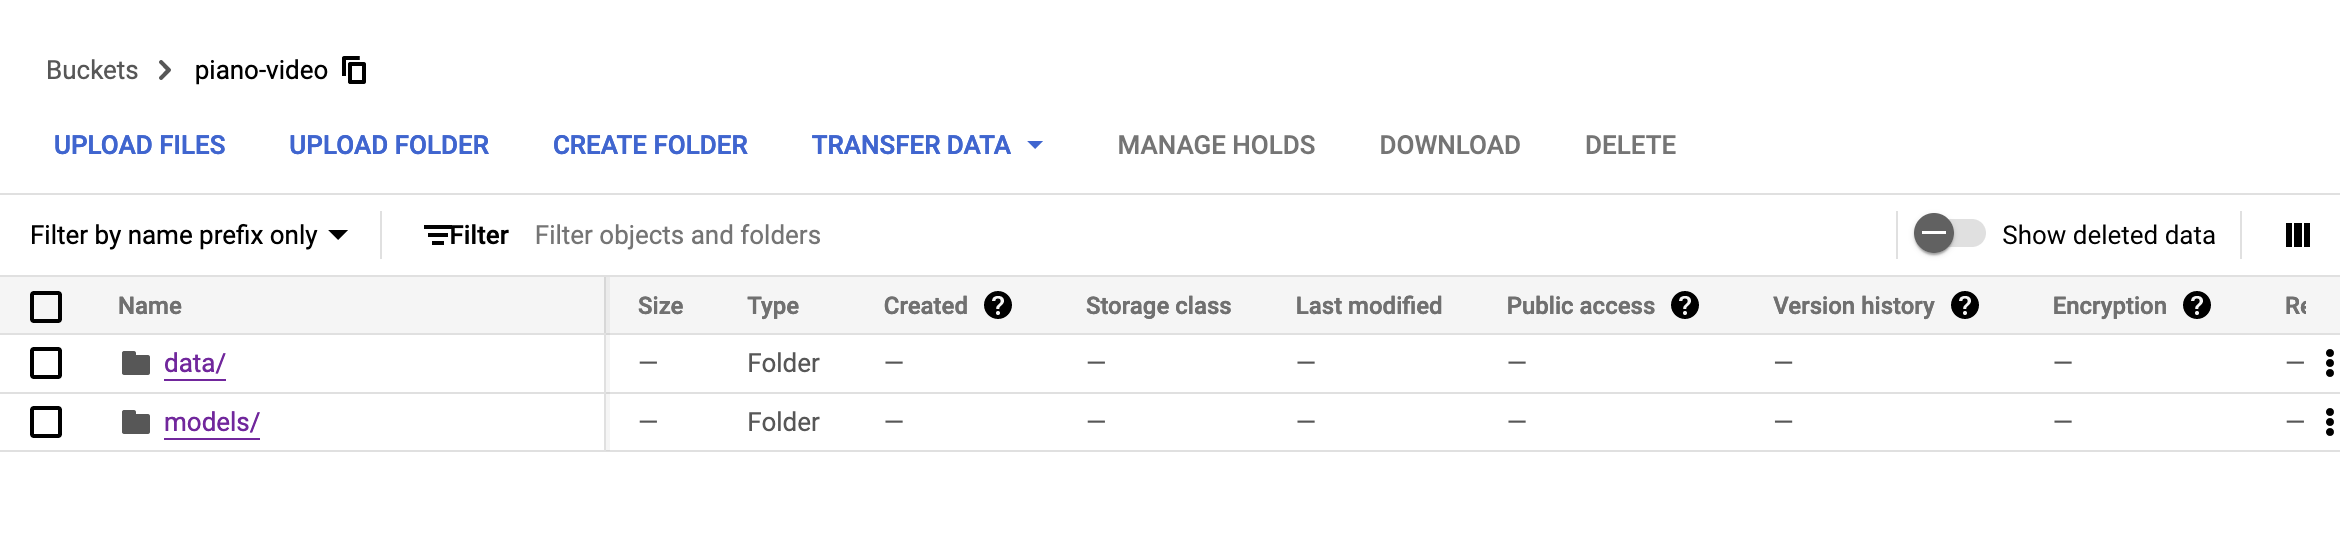 Buckets > piano-video
UPLOAD FILES UPLOAD FOLDER CREATE FOLDER TRANSFER DATA MANAGE HOLDS DOWNLOAD DELETE
Filter by name prefix only Filter Filter objects and folders Show deleted data
Name Size Type Created Storage class Last modified Public access Version history Encryption
data/ — Folder — — — — — — —
models/ — Folder — — — — — — —